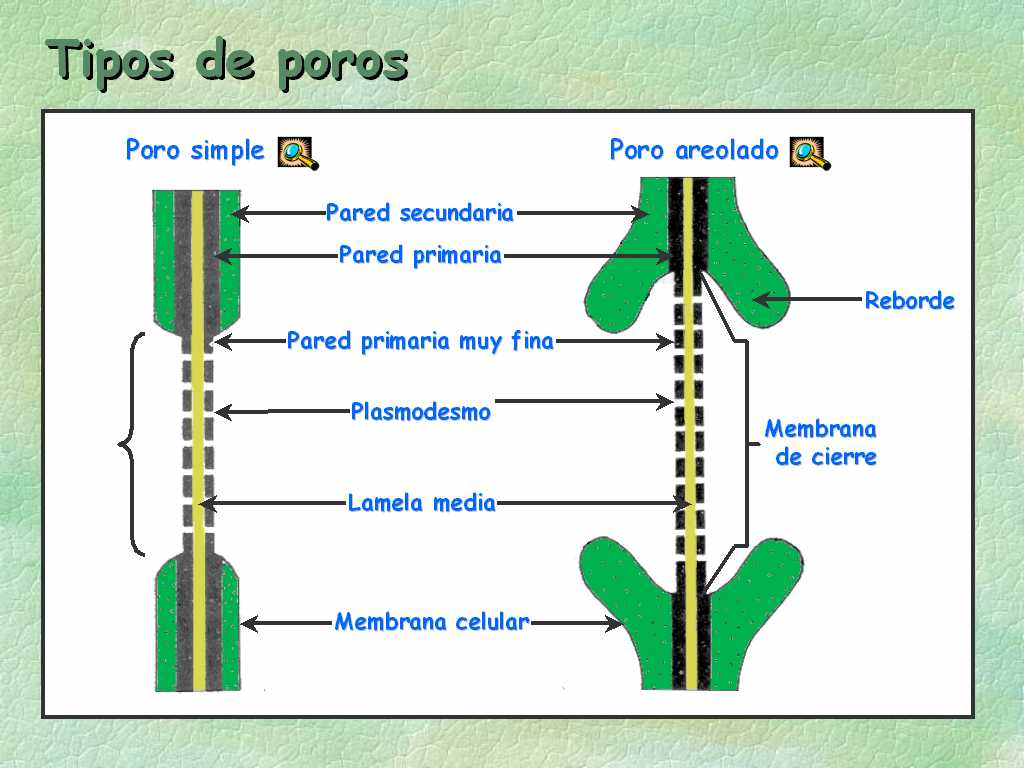 Tipos de poros
Poro simple
Poro areolado
Pared secundaria
Pared primaria
Reborde
Pared primaria muy fina
Plasmodesmo
Membrana
de cierre
Lamela media
Membrana celular